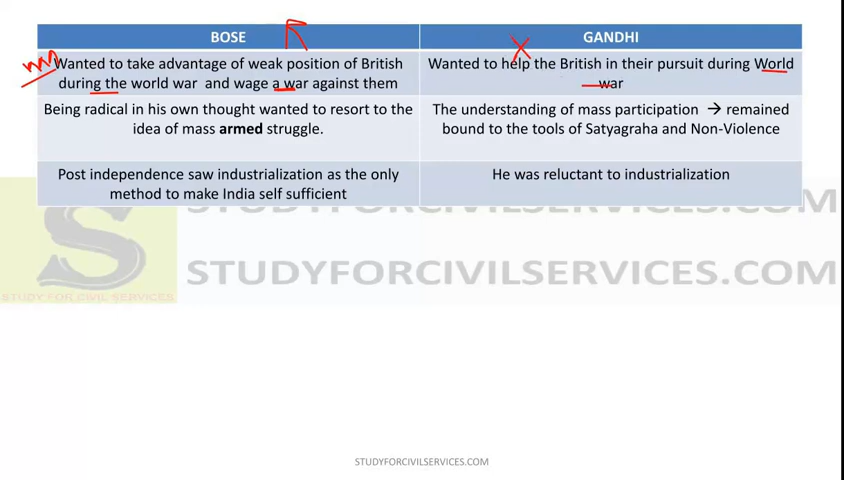 BOSE
GANDHI
Wanted to take advantage of weak position of British
during the world war and wage a war against them
Wanted to help the British in their pursuit during World
war
Being radical in his own thought wanted to resort to the
idea of mass armed struggle.
The understanding of mass participation → remained
bound to the tools of Satyagraha and Non-Violence
Post independence saw industrialization as the only
method to make India self sufficient
He was reluctant to industrialization
STUDYFORCIVILSERVICES.COM
STUDYFORCIVILSERVICES.COM
S
STUDY FOR CIVIL SERVICES
STUDYFORCIVILSERVICES.COM